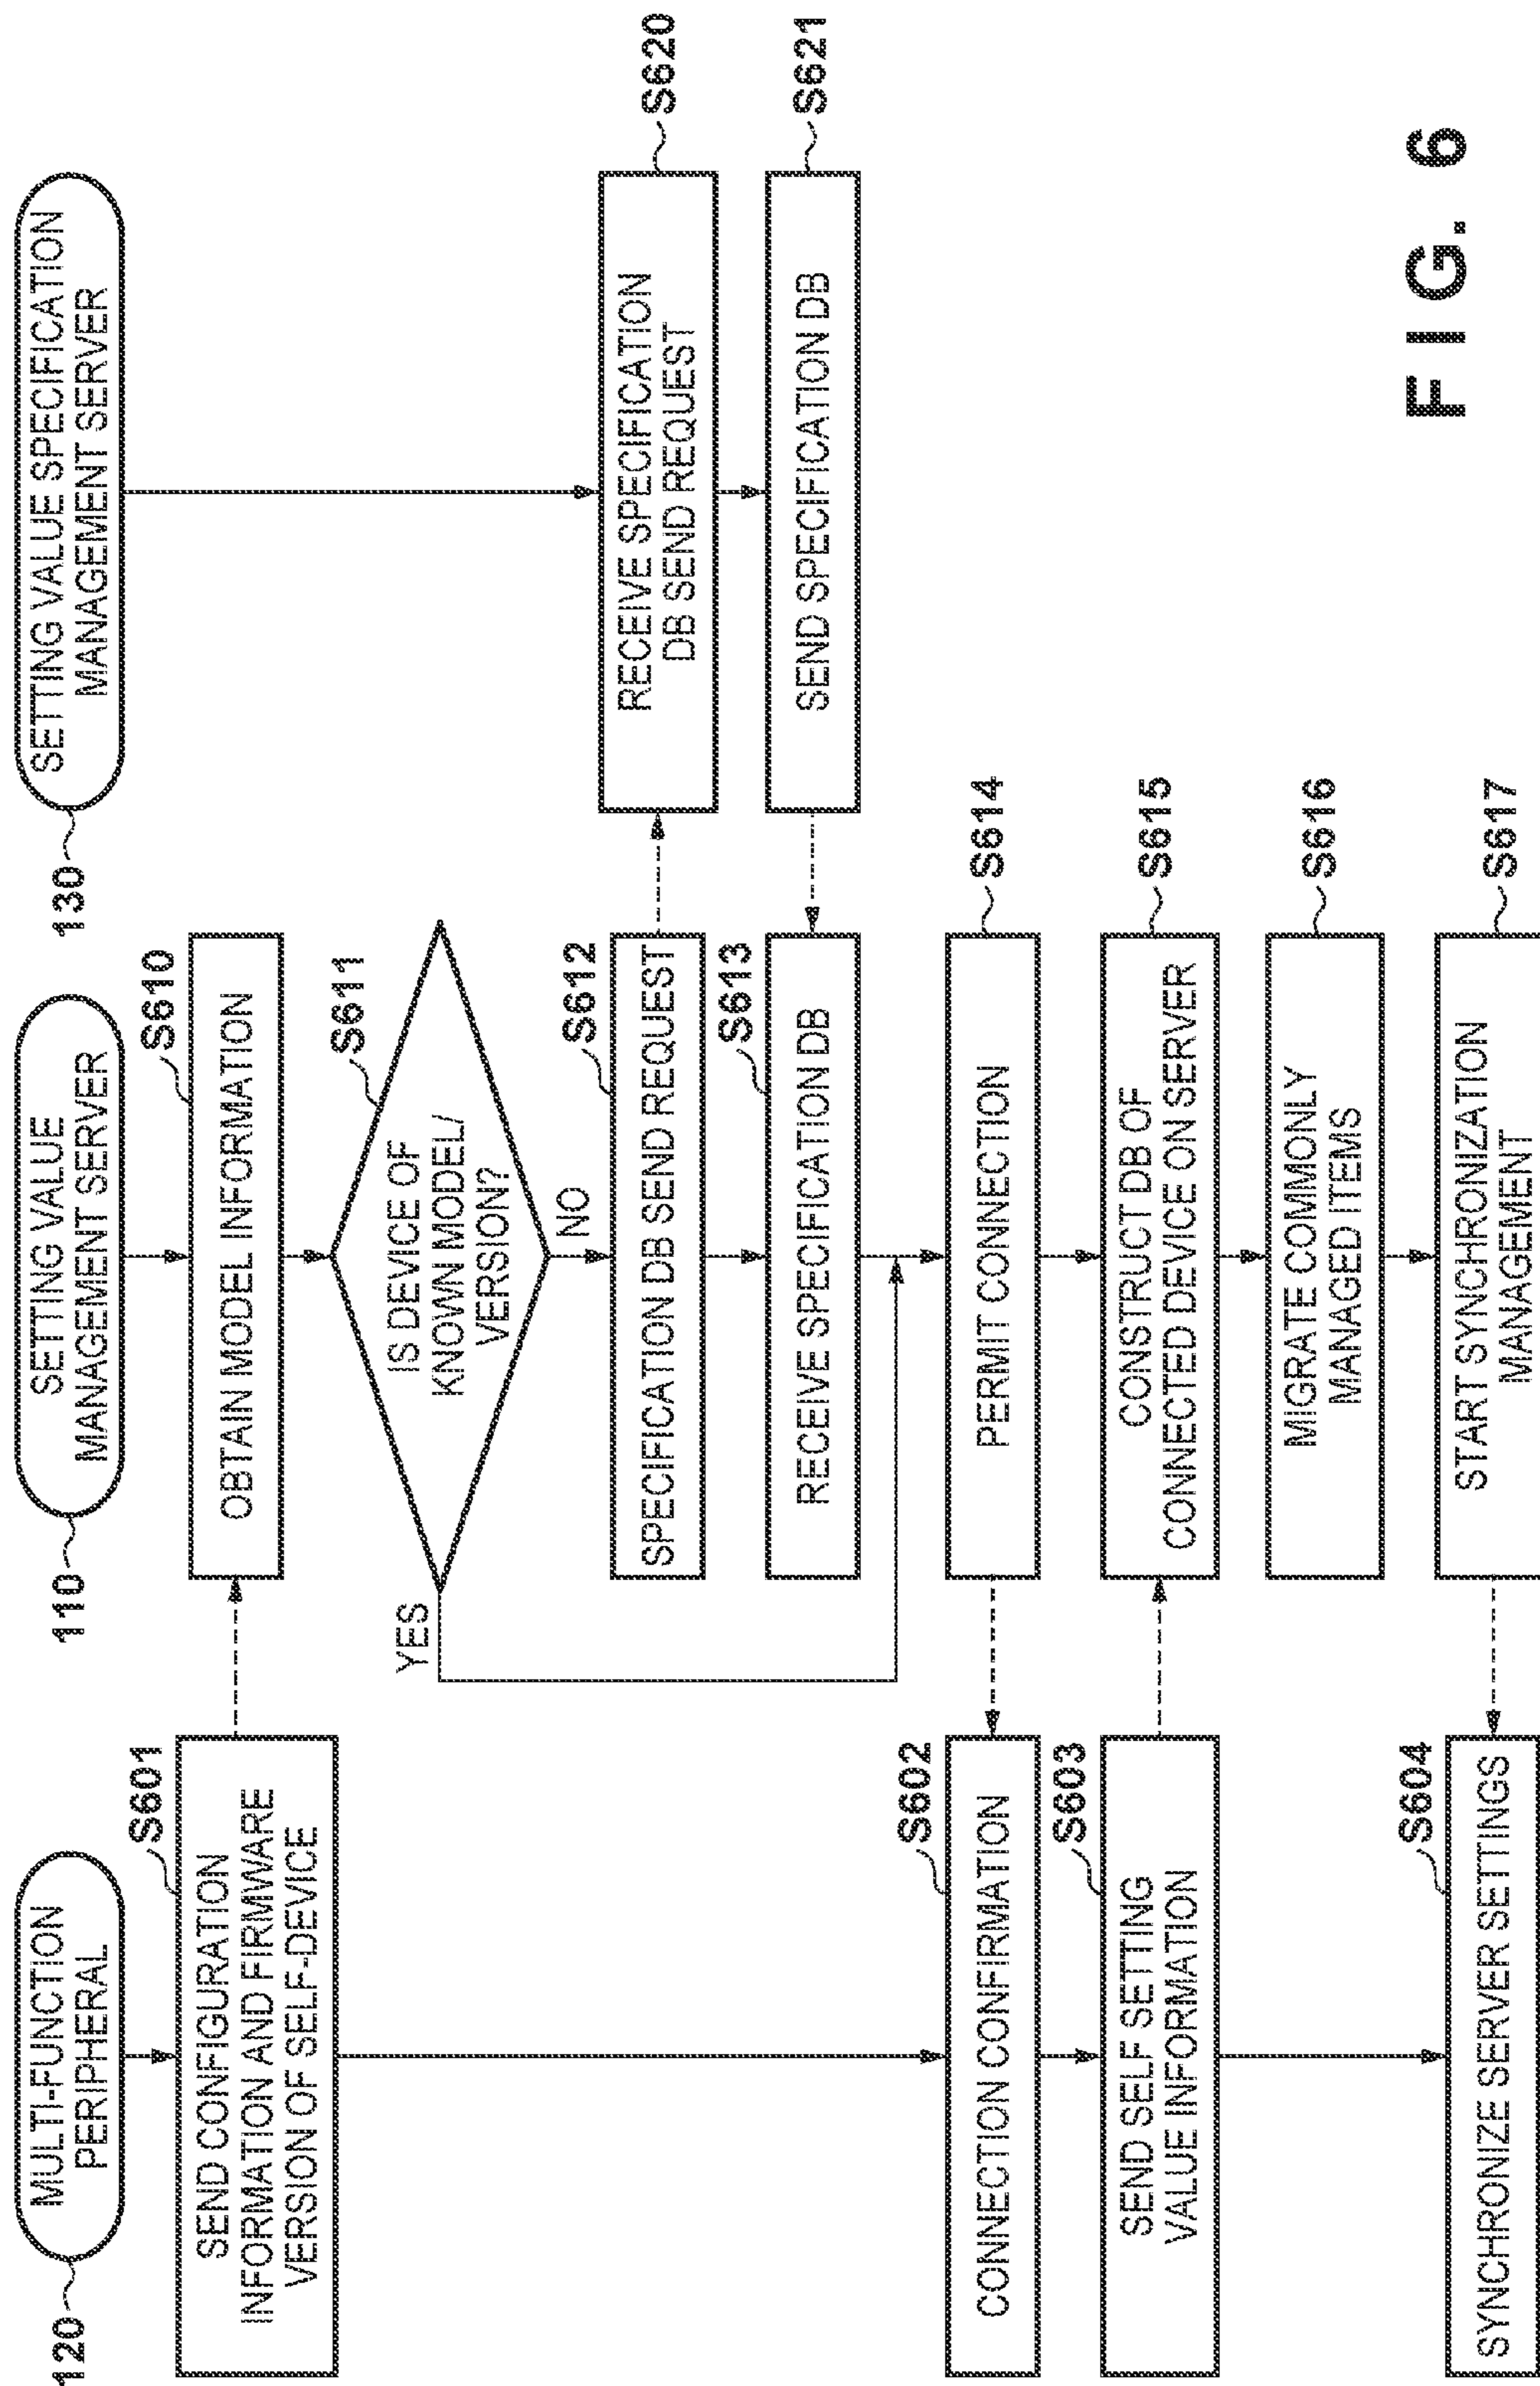 120
MULTI-FUNCTION
PERIPHERAL
S601
SEND CONFIGURATION
INFORMATION AND FIRMWARE
VERSION OF SELF-DEVICE
S602
CONNECTION CONFIRMATION
S603
SEND SELF SETTING
VALUE INFORMATION
S604
SYNCHRONIZE SERVER SETTINGS
110
SETTING VALUE
MANAGEMENT SERVER
S610
OBTAIN MODEL INFORMATION
S611
IS DEVICE OF
KNOWN MODEL/
VERSION?
YES
NO
S612
SPECIFICATION DB SEND REQUEST
S613
RECEIVE SPECIFICATION DB
PERMIT CONNECTION
S614
CONSTRUCT DB OF
CONNECTED DEVICE ON SERVER
S615
MIGRATE COMMONLY
MANAGED ITEMS
S616
START SYNCHRONIZATION
MANAGEMENT
S617
130
SETTING VALUE SPECIFICATION
MANAGEMENT SERVER
RECEIVE SPECIFICATION
DB SEND REQUEST
S620
SEND SPECIFICATION DB
S621
FIG. 6